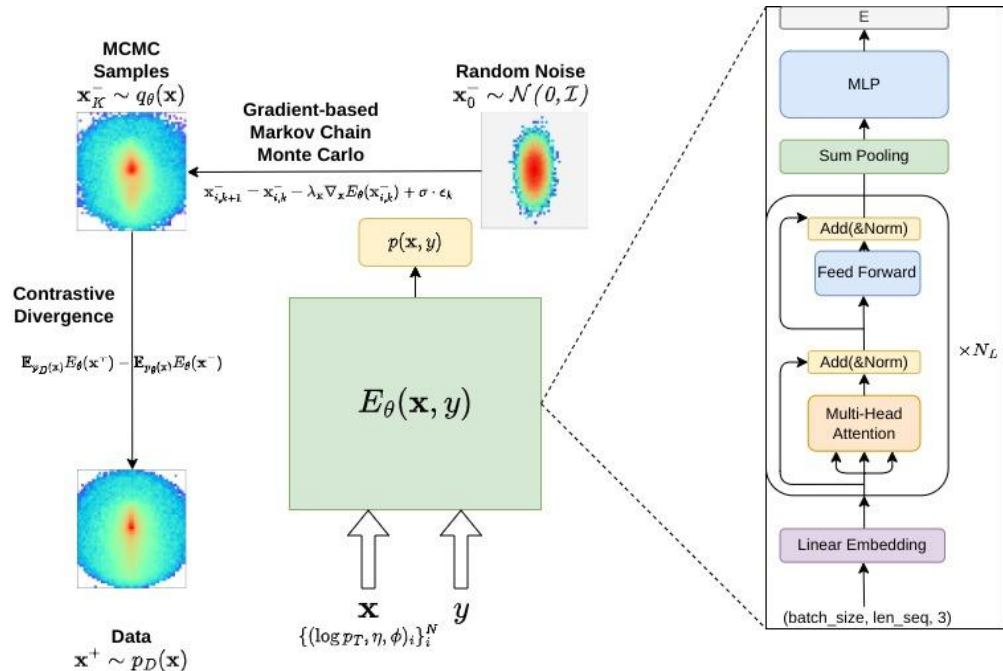 MCMC
Samples
𝐱⁻_K ∼ q_θ(𝐱)
Random Noise
𝐱⁻_0 ∼ 𝒩(0, ℐ)
Gradient-based
Markov Chain
Monte Carlo
𝐱⁻_{i,k+1} − 𝐱⁻_{i,k} − λ_κ ∇_𝐱 E_θ(𝐱⁻_{i,k}) + σ · ϵ_k
p(𝐱, y)
Contrastive
Divergence
𝔼_{p_D(𝐱)} E_θ(𝐱⁺) − 𝔼_{p_θ(𝐱)} E_θ(𝐱⁻)
E_θ(𝐱, y)
𝐱
y
{(log p_T, η, ϕ)_i}_i^N
Data
𝐱⁺ ∼ p_D(𝐱)
E
MLP
Sum Pooling
Add(&Norm)
Feed Forward
×N_L
Add(&Norm)
Multi-Head
Attention
Linear Embedding
(batch_size, len_seq, 3)